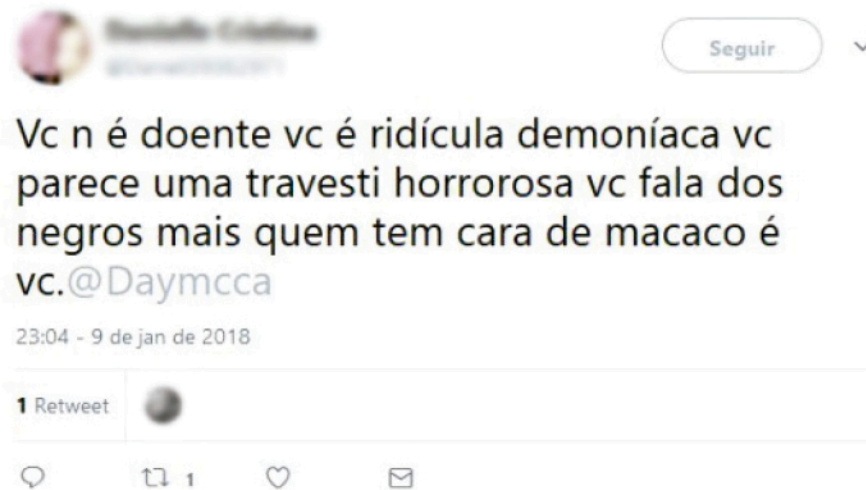 Seguir
Vc n é doente vc é ridícula demoníaca vc
parece uma travesti horrorosa vc fala dos
negros mais quem tem cara de macaco é
vc.@Daymcca
23:04 - 9 de jan de 2018
1 Retweet
1